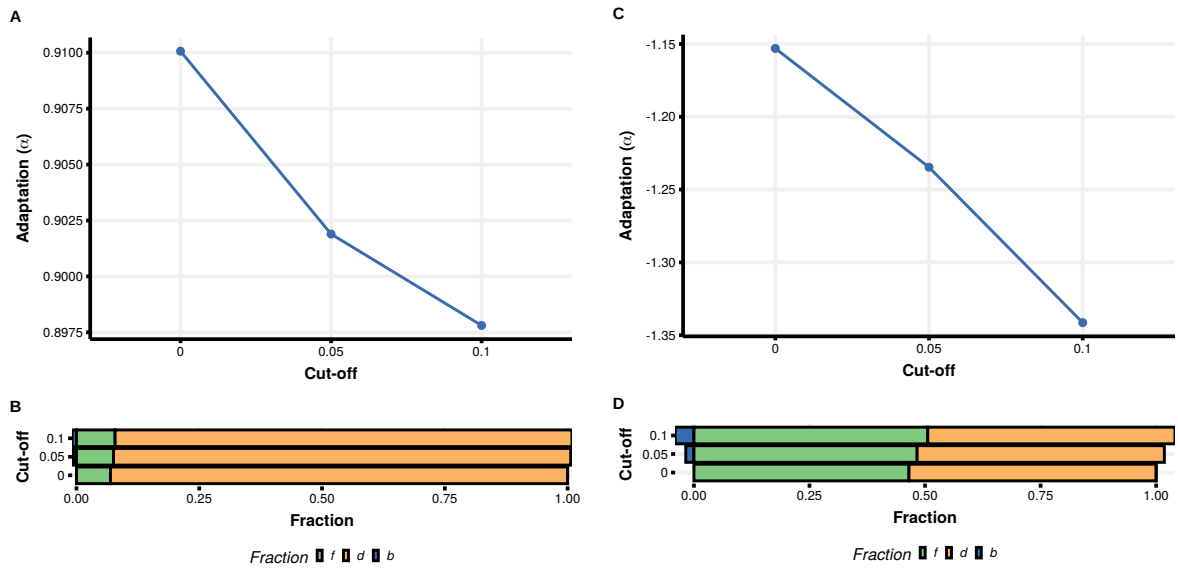 A
Adaptation (α)
0.9100
0.9075
0.9050
0.9025
0.9000
0.8975
0 0.05 0.1
Cut-off
B
Cut-off
0.1
0.05
0
0.00 0.25 0.50 0.75 1.00
Fraction
Fraction f d b
C
Adaptation (α)
-1.15
-1.20
-1.25
-1.30
-1.35
0 0.05 0.1
Cut-off
D
Cut-off
0.1
0.05
0
0.00 0.25 0.50 0.75 1.00
Fraction
Fraction f d b